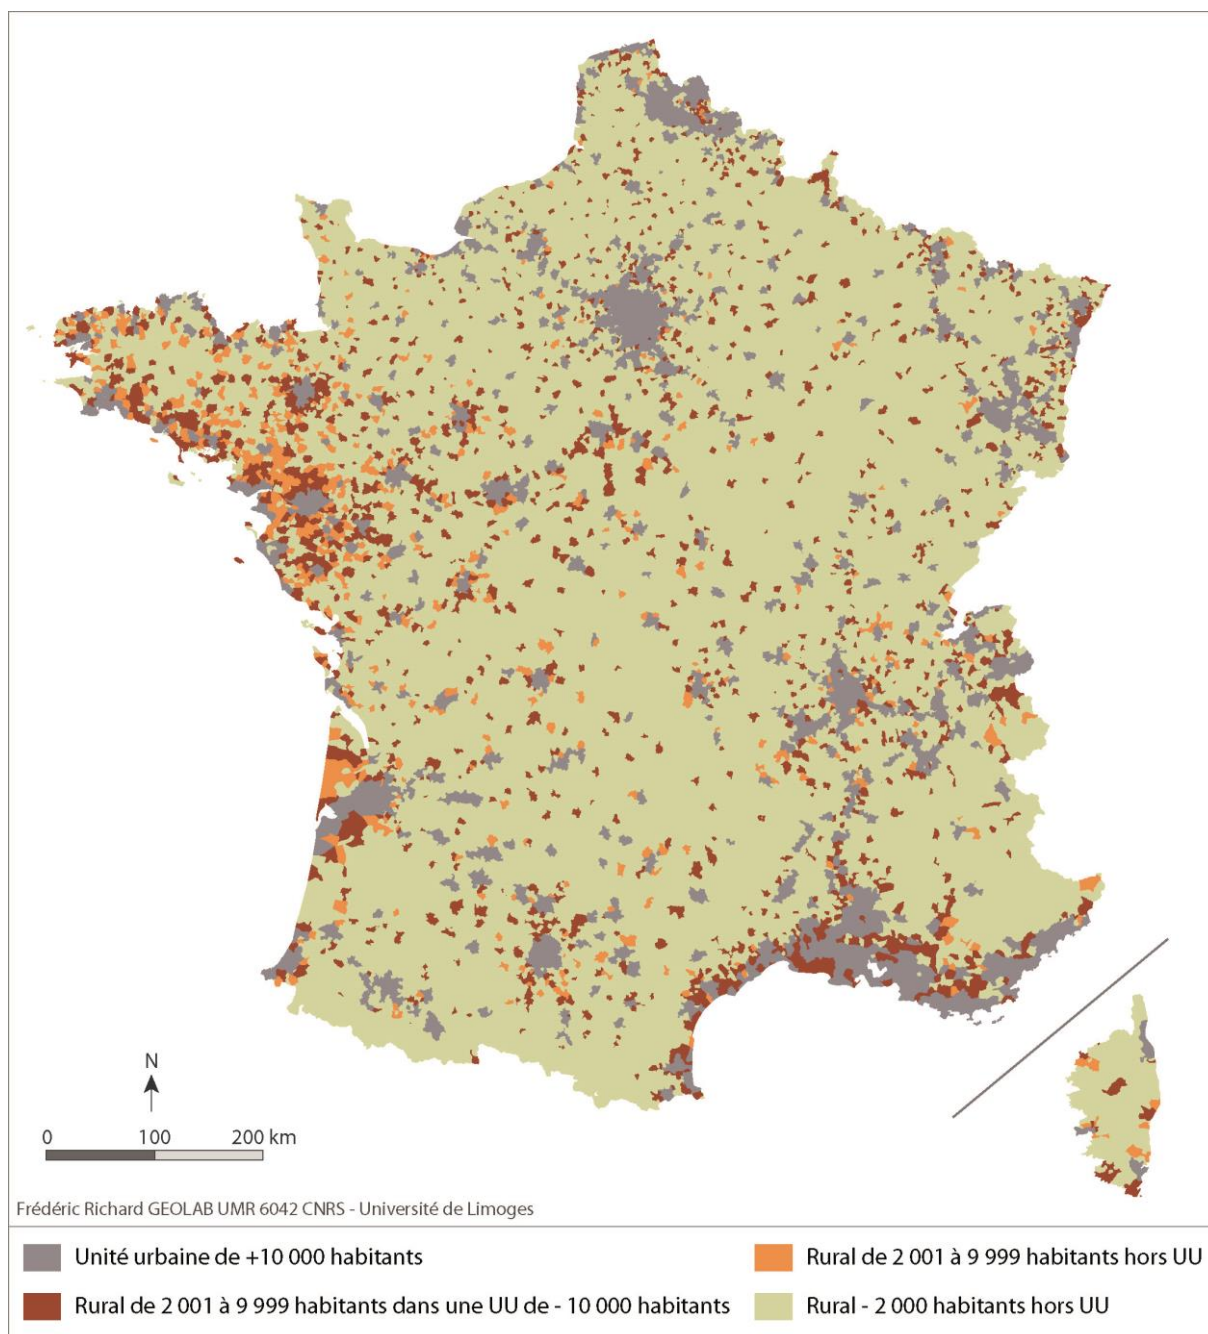 N
0 100 200 km
Frédéric Richard GEOLAB UMR 6042 CNRS - Université de Limoges
Unité urbaine de +10 000 habitants
Rural de 2 001 à 9 999 habitants hors UU
Rural de 2 001 à 9 999 habitants dans une UU de - 10 000 habitants
Rural - 2 000 habitants hors UU